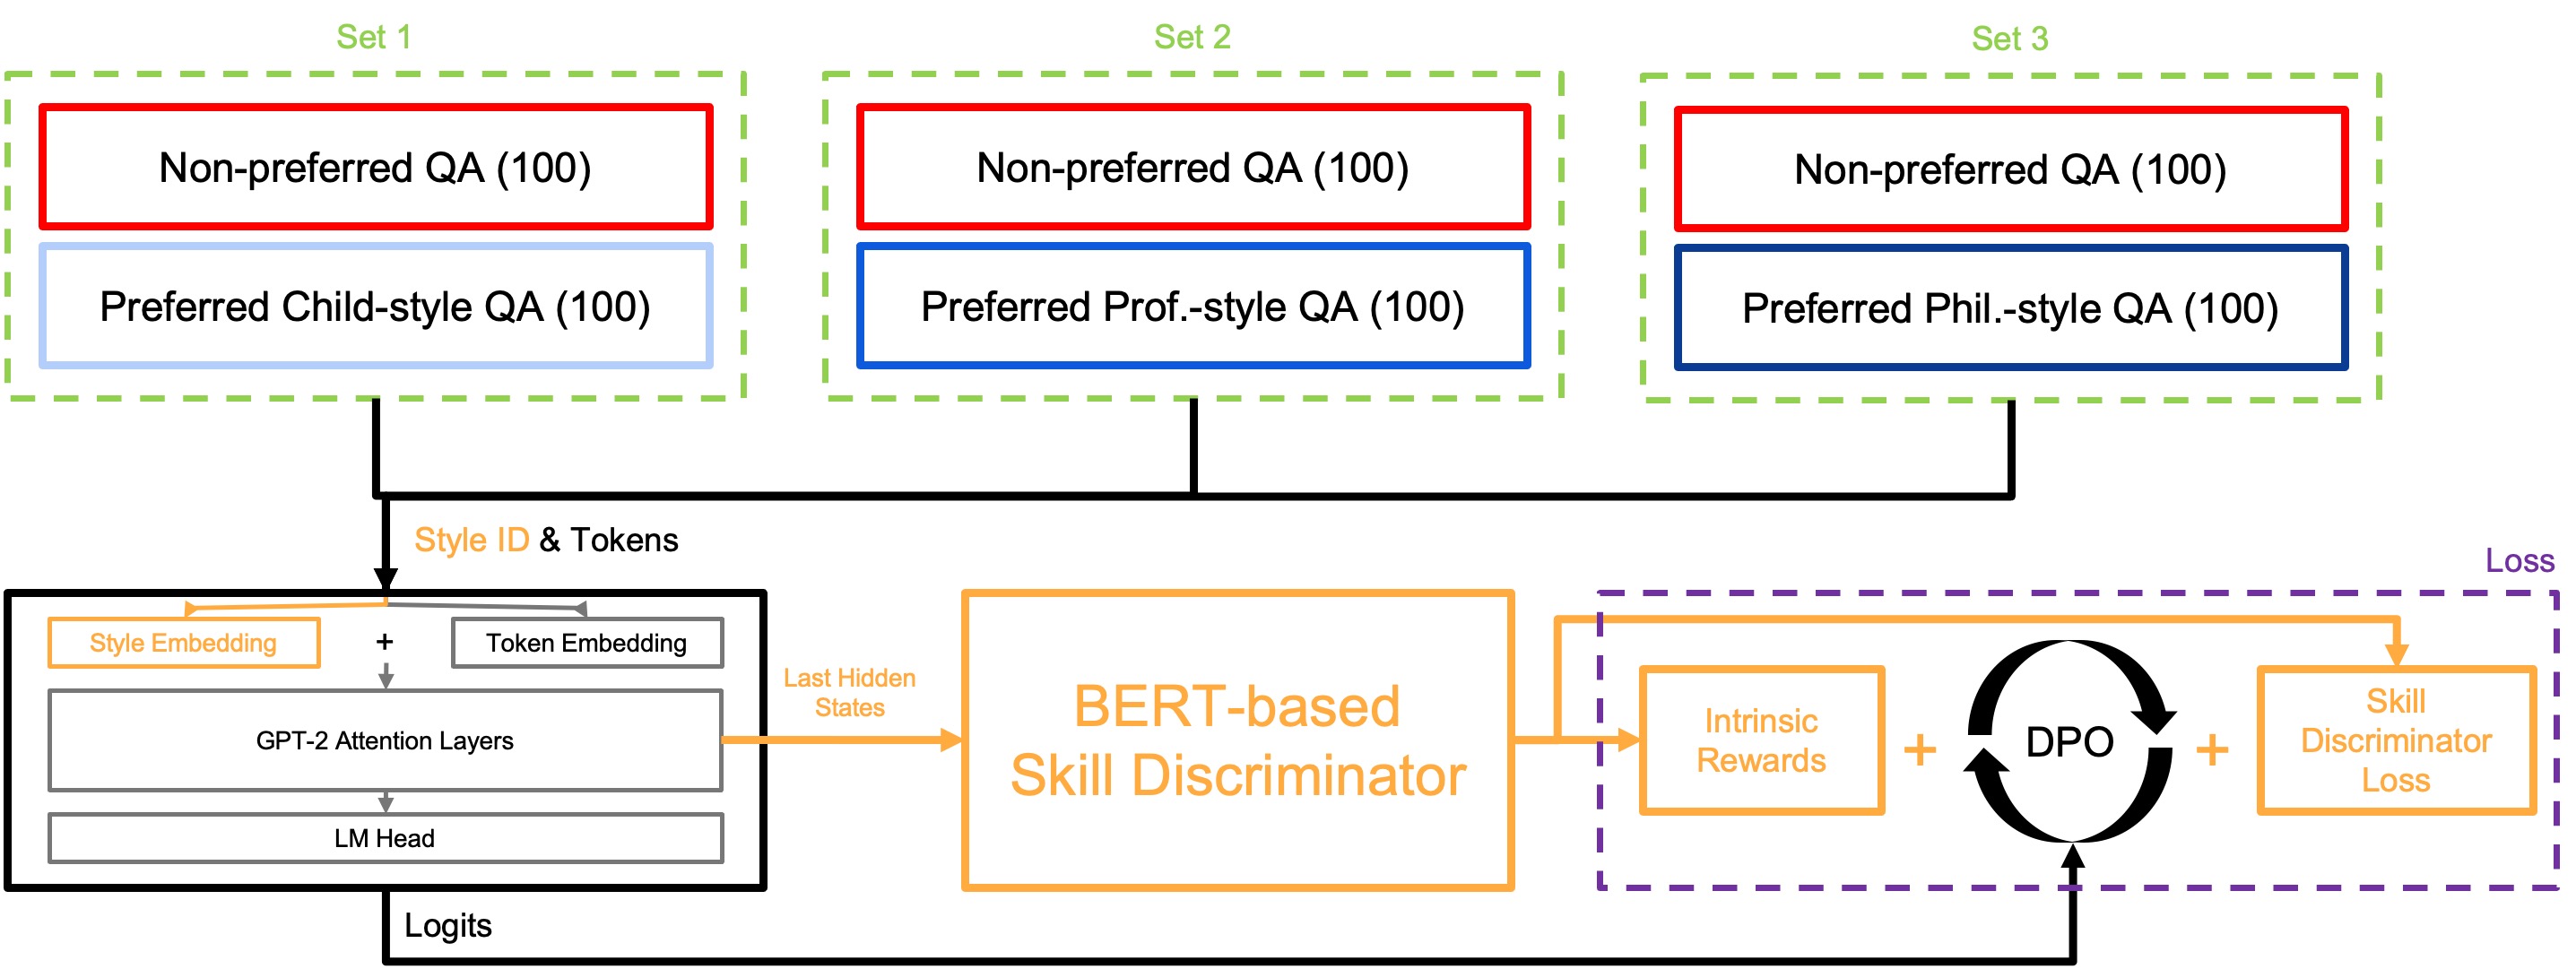 Set 1
Set 2
Set 3
Non-preferred QA (100)
Non-preferred QA (100)
Non-preferred QA (100)
Preferred Child-style QA (100)
Preferred Prof.-style QA (100)
Preferred Phil.-style QA (100)
Style ID & Tokens
Loss
Style Embedding
+
Token Embedding
GPT-2 Attention Layers
LM Head
Last Hidden
States
BERT-based
Skill Discriminator
Intrinsic
Rewards
+
DPO
+
Skill
Discriminator
Loss
Logits